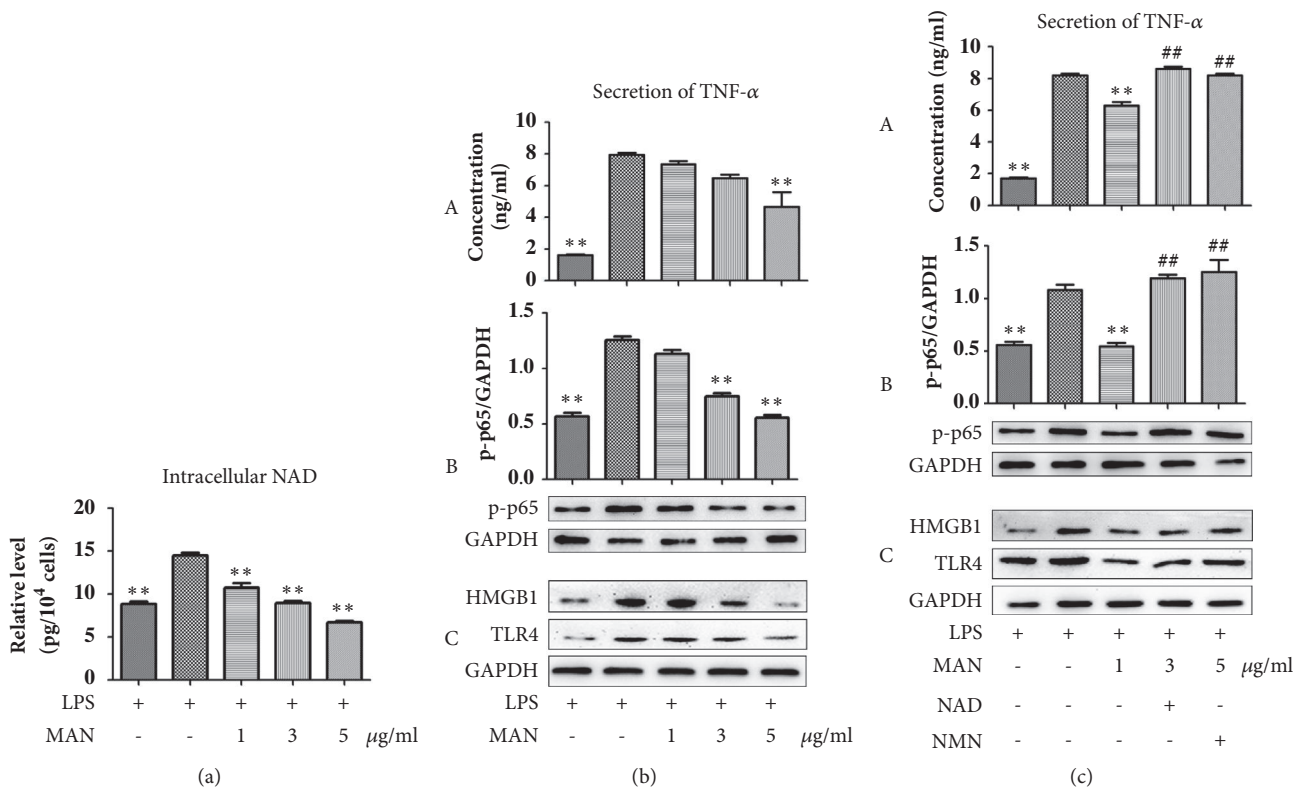 Intracellular NAD
Relative level
(pg/10⁴ cells)
20
15
10
5
0
** ** ** **
LPS + + + + +
MAN - - 1 3 5 μg/ml
(a)
Secretion of TNF-α
A
Concentration
(ng/ml)
10
8
6
4
2
0
** **
B
p-p65/GAPDH
1.5
1.0
0.5
0.0
** ** **
p-p65
GAPDH
C
HMGB1
TLR4
GAPDH
LPS + + + + +
MAN - - 1 3 5 μg/ml
(b)
Secretion of TNF-α
A
Concentration (ng/ml)
10
8
6
4
2
0
** ** ## ##
B
p-p65/GAPDH
1.5
1.0
0.5
0.0
** ** ## ##
p-p65
GAPDH
C
HMGB1
TLR4
GAPDH
LPS + + + + +
MAN - - 1 3 5 μg/ml
NAD - - - + -
NMN - - - - +
(c)